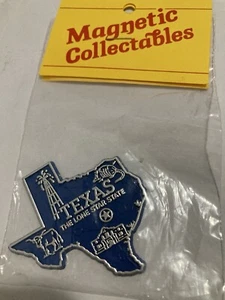 Magnetic
Collectables
TEXAS
THE LONE STAR STATE